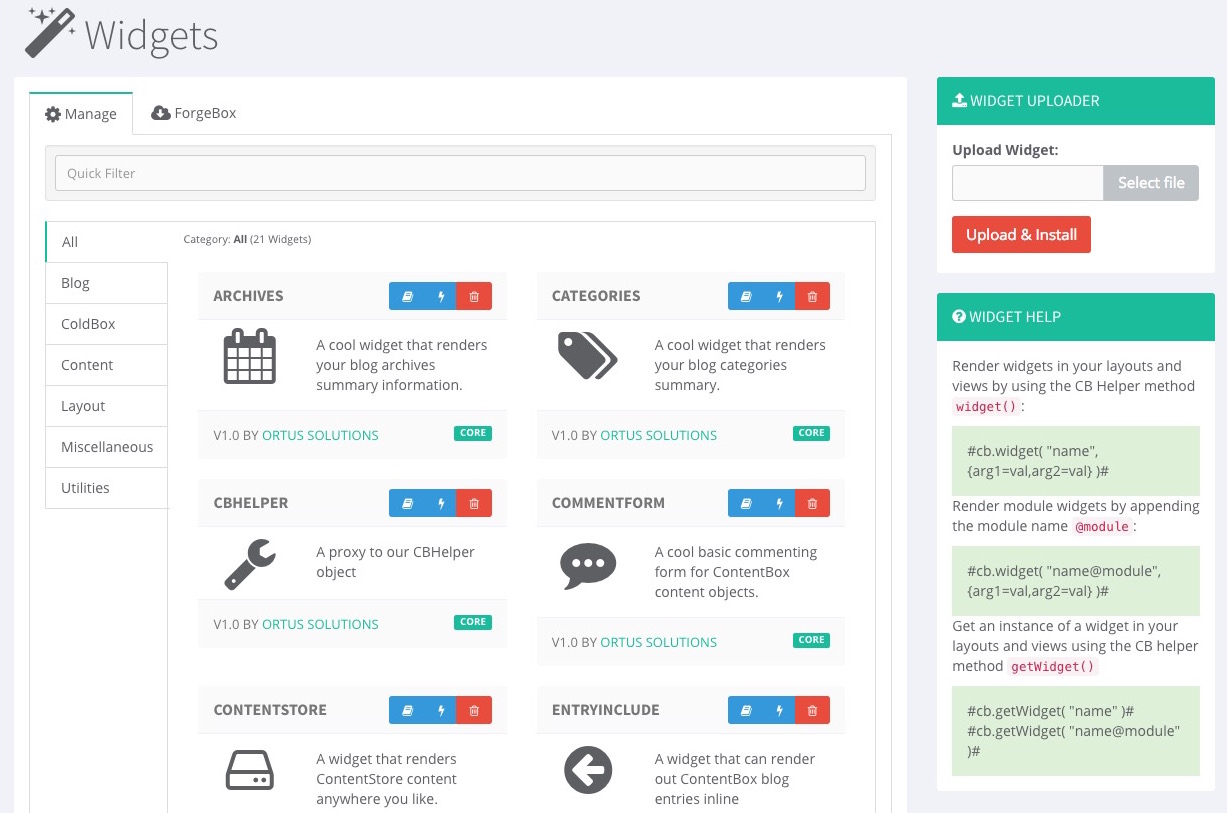 Widgets
Manage
ForgeBox
Quick Filter
All
Blog
ColdBox
Content
Layout
Miscellaneous
Utilities
Category: All (21 Widgets)
ARCHIVES
A cool widget that renders
your blog archives
summary information.
V1.0 BY ORTUS SOLUTIONS
CORE
CATEGORIES
A cool widget that renders
your blog categories
summary.
V1.0 BY ORTUS SOLUTIONS
CORE
CBHELPER
A proxy to our CBHelper
object
V1.0 BY ORTUS SOLUTIONS
CORE
COMMENTFORM
A cool basic commenting
form for ContentBox
content objects.
V1.0 BY ORTUS SOLUTIONS
CORE
CONTENTSTORE
A widget that renders
ContentStore content
anywhere you like.
ENTRYINCLUDE
A widget that can render
out ContentBox blog
entries inline
WIDGET UPLOADER
Upload Widget:
Select file
Upload & Install
WIDGET HELP
Render widgets in your layouts and
views by using the CB Helper method
widget() :
#cb.widget( "name",
{arg1=val,arg2=val} )#
Render module widgets by appending
the module name @module :
#cb.widget( "name@module",
{arg1=val,arg2=val} )#
Get an instance of a widget in your
layouts and views using the CB helper
method getWidget()
#cb.getWidget( "name" )#
#cb.getWidget( "name@module"
)#